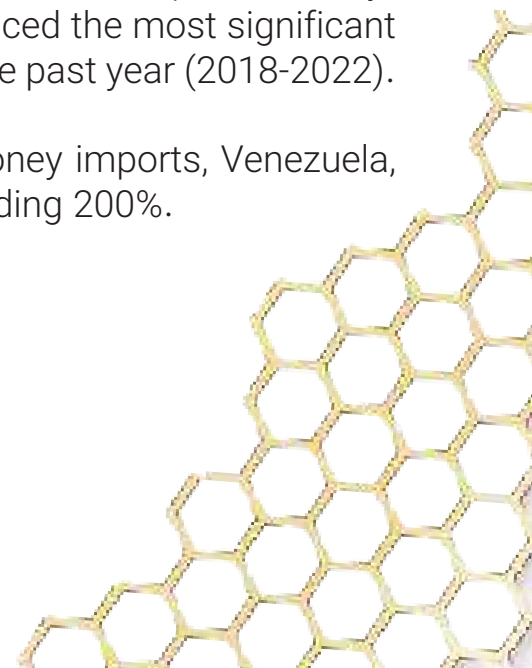 ced the most significant
e past year (2018-2022).
oney imports, Venezuela,
ding 200%.